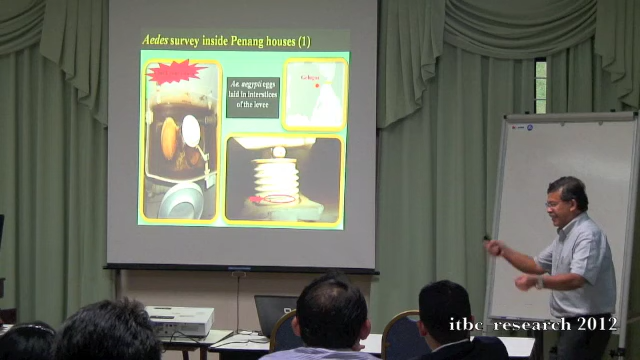 Aedes survey inside Penang houses (1)
Ae. aegypti eggs
laid in interstices
of the levee
itbc-research 2012